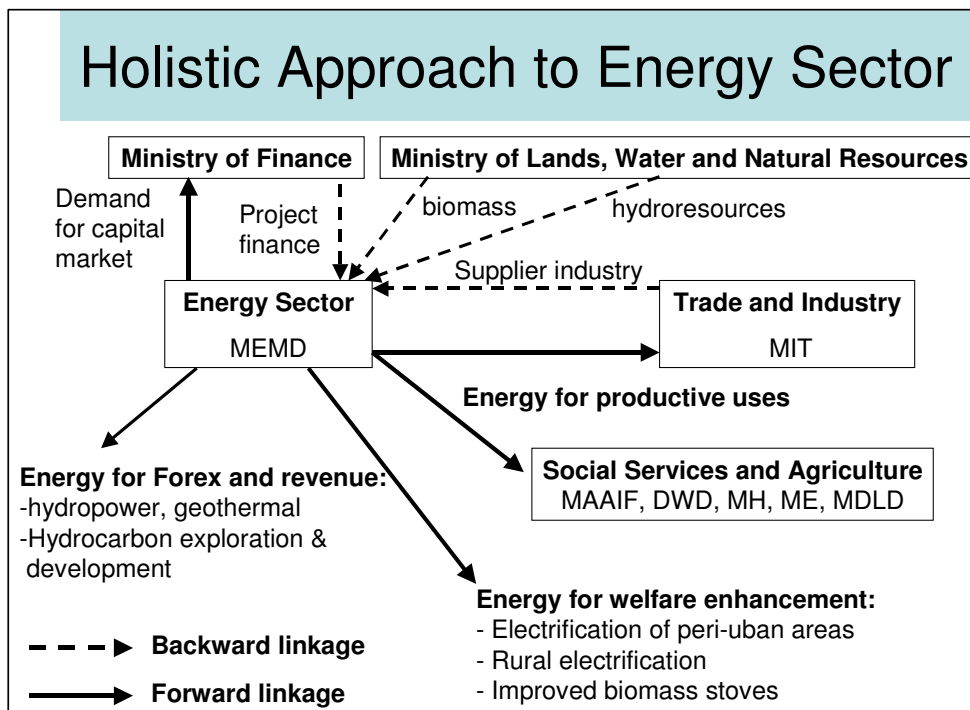 Holistic Approach to Energy Sector
Ministry of Finance
Ministry of Lands, Water and Natural Resources
Demand
for capital
market
Project
finance
biomass
hydroresources
Supplier industry
Energy Sector
MEMD
Trade and Industry
MIT
Energy for productive uses
Energy for Forex and revenue:
-hydropower, geothermal
-Hydrocarbon exploration &
development
Social Services and Agriculture
MAAIF, DWD, MH, ME, MDLD
Energy for welfare enhancement:
- Electrification of peri-uban areas
- Rural electrification
- Improved biomass stoves
Backward linkage
Forward linkage